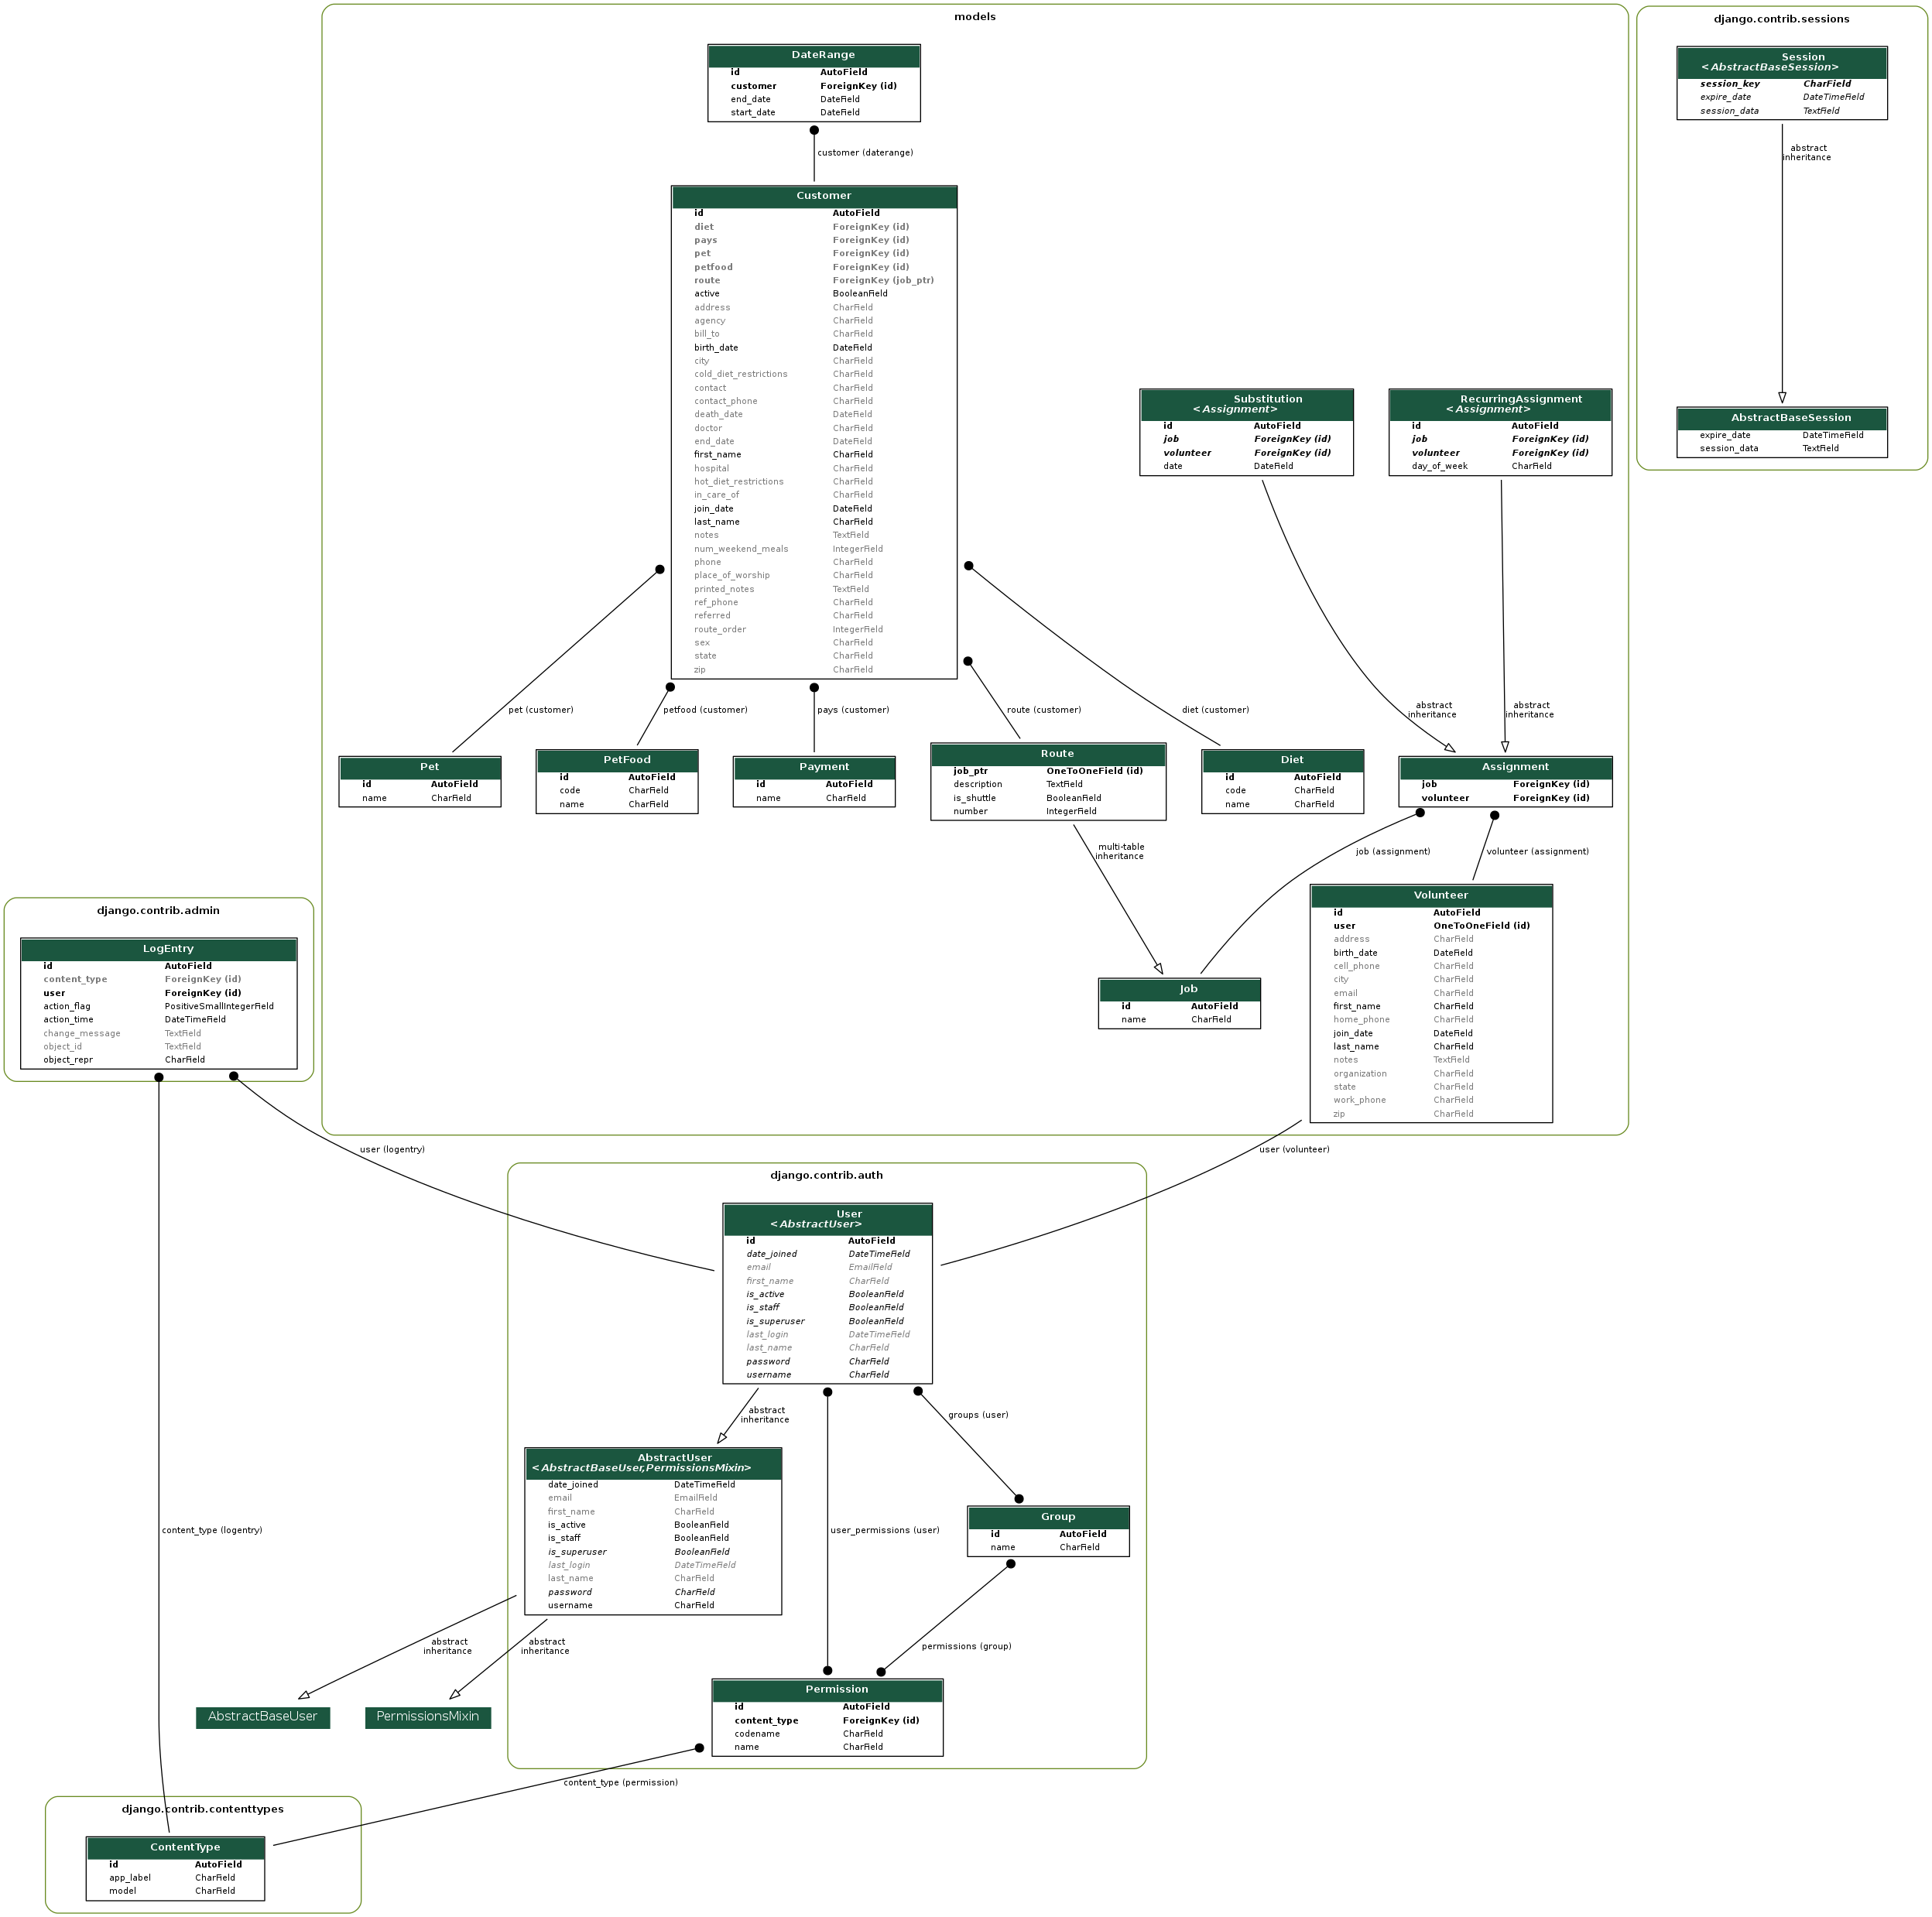 models
DateRange
id AutoField
customer ForeignKey (id)
end_date DateField
start_date DateField
customer (daterange)
Customer
id AutoField
diet ForeignKey (id)
pays ForeignKey (id)
pet ForeignKey (id)
petfood ForeignKey (id)
route ForeignKey (job_ptr)
active BooleanField
address CharField
agency CharField
bill_to CharField
birth_date DateField
city CharField
cold_diet_restrictions CharField
contact CharField
contact_phone CharField
death_date DateField
doctor CharField
end_date DateField
first_name CharField
hospital CharField
hot_diet_restrictions CharField
in_care_of CharField
join_date DateField
last_name CharField
notes TextField
num_weekend_meals IntegerField
phone CharField
place_of_worship CharField
printed_notes TextField
ref_phone CharField
referred CharField
route_order IntegerField
sex CharField
state CharField
zip CharField
Substitution
<Assignment>
id AutoField
job ForeignKey (id)
volunteer ForeignKey (id)
date DateField
RecurringAssignment
<Assignment>
id AutoField
job ForeignKey (id)
volunteer ForeignKey (id)
day_of_week CharField
pet (customer)
petfood (customer)
pays (customer)
route (customer)
diet (customer)
abstract
inheritance
abstract
inheritance
Pet
id AutoField
name CharField
PetFood
id AutoField
code CharField
name CharField
Payment
id AutoField
name CharField
Route
job_ptr OneToOneField (id)
description TextField
is_shuttle BooleanField
number IntegerField
Diet
id AutoField
code CharField
name CharField
Assignment
job ForeignKey (id)
volunteer ForeignKey (id)
multi-table
inheritance
job (assignment)
volunteer (assignment)
Job
id AutoField
name CharField
Volunteer
id AutoField
user OneToOneField (id)
address CharField
birth_date DateField
cell_phone CharField
city CharField
email CharField
first_name CharField
home_phone CharField
join_date DateField
last_name CharField
notes TextField
organization CharField
state CharField
work_phone CharField
zip CharField
django.contrib.sessions
Session
<AbstractBaseSession>
session_key CharField
expire_date DateTimeField
session_data TextField
abstract
inheritance
AbstractBaseSession
expire_date DateTimeField
session_data TextField
django.contrib.admin
LogEntry
id AutoField
content_type ForeignKey (id)
user ForeignKey (id)
action_flag PositiveSmallIntegerField
action_time DateTimeField
change_message TextField
object_id TextField
object_repr CharField
user (logentry)
user (volunteer)
django.contrib.auth
User
<AbstractUser>
id AutoField
date_joined DateTimeField
email EmailField
first_name CharField
is_active BooleanField
is_staff BooleanField
is_superuser BooleanField
last_login DateTimeField
last_name CharField
password CharField
username CharField
abstract
inheritance
groups (user)
AbstractUser
<AbstractBaseUser,PermissionsMixin>
date_joined DateTimeField
email EmailField
first_name CharField
is_active BooleanField
is_staff BooleanField
is_superuser BooleanField
last_login DateTimeField
last_name CharField
password CharField
username CharField
content_type (logentry)
user_permissions (user)
Group
id AutoField
name CharField
abstract
inheritance
abstract
inheritance
permissions (group)
AbstractBaseUser
PermissionsMixin
Permission
id AutoField
content_type ForeignKey (id)
codename CharField
name CharField
content_type (permission)
django.contrib.contenttypes
ContentType
id AutoField
app_label CharField
model CharField